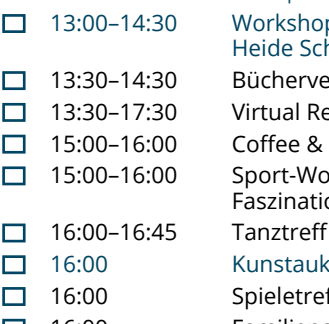 13:00–14:30 Workshop
Heide Sch
13:30–14:30 Bücherve
13:30–17:30 Virtual Re
15:00–16:00 Coffee &
15:00–16:00 Sport-Wo
Faszinatio
16:00–16:45 Tanztreff
16:00 Kunstauk
16:00 Spieletref